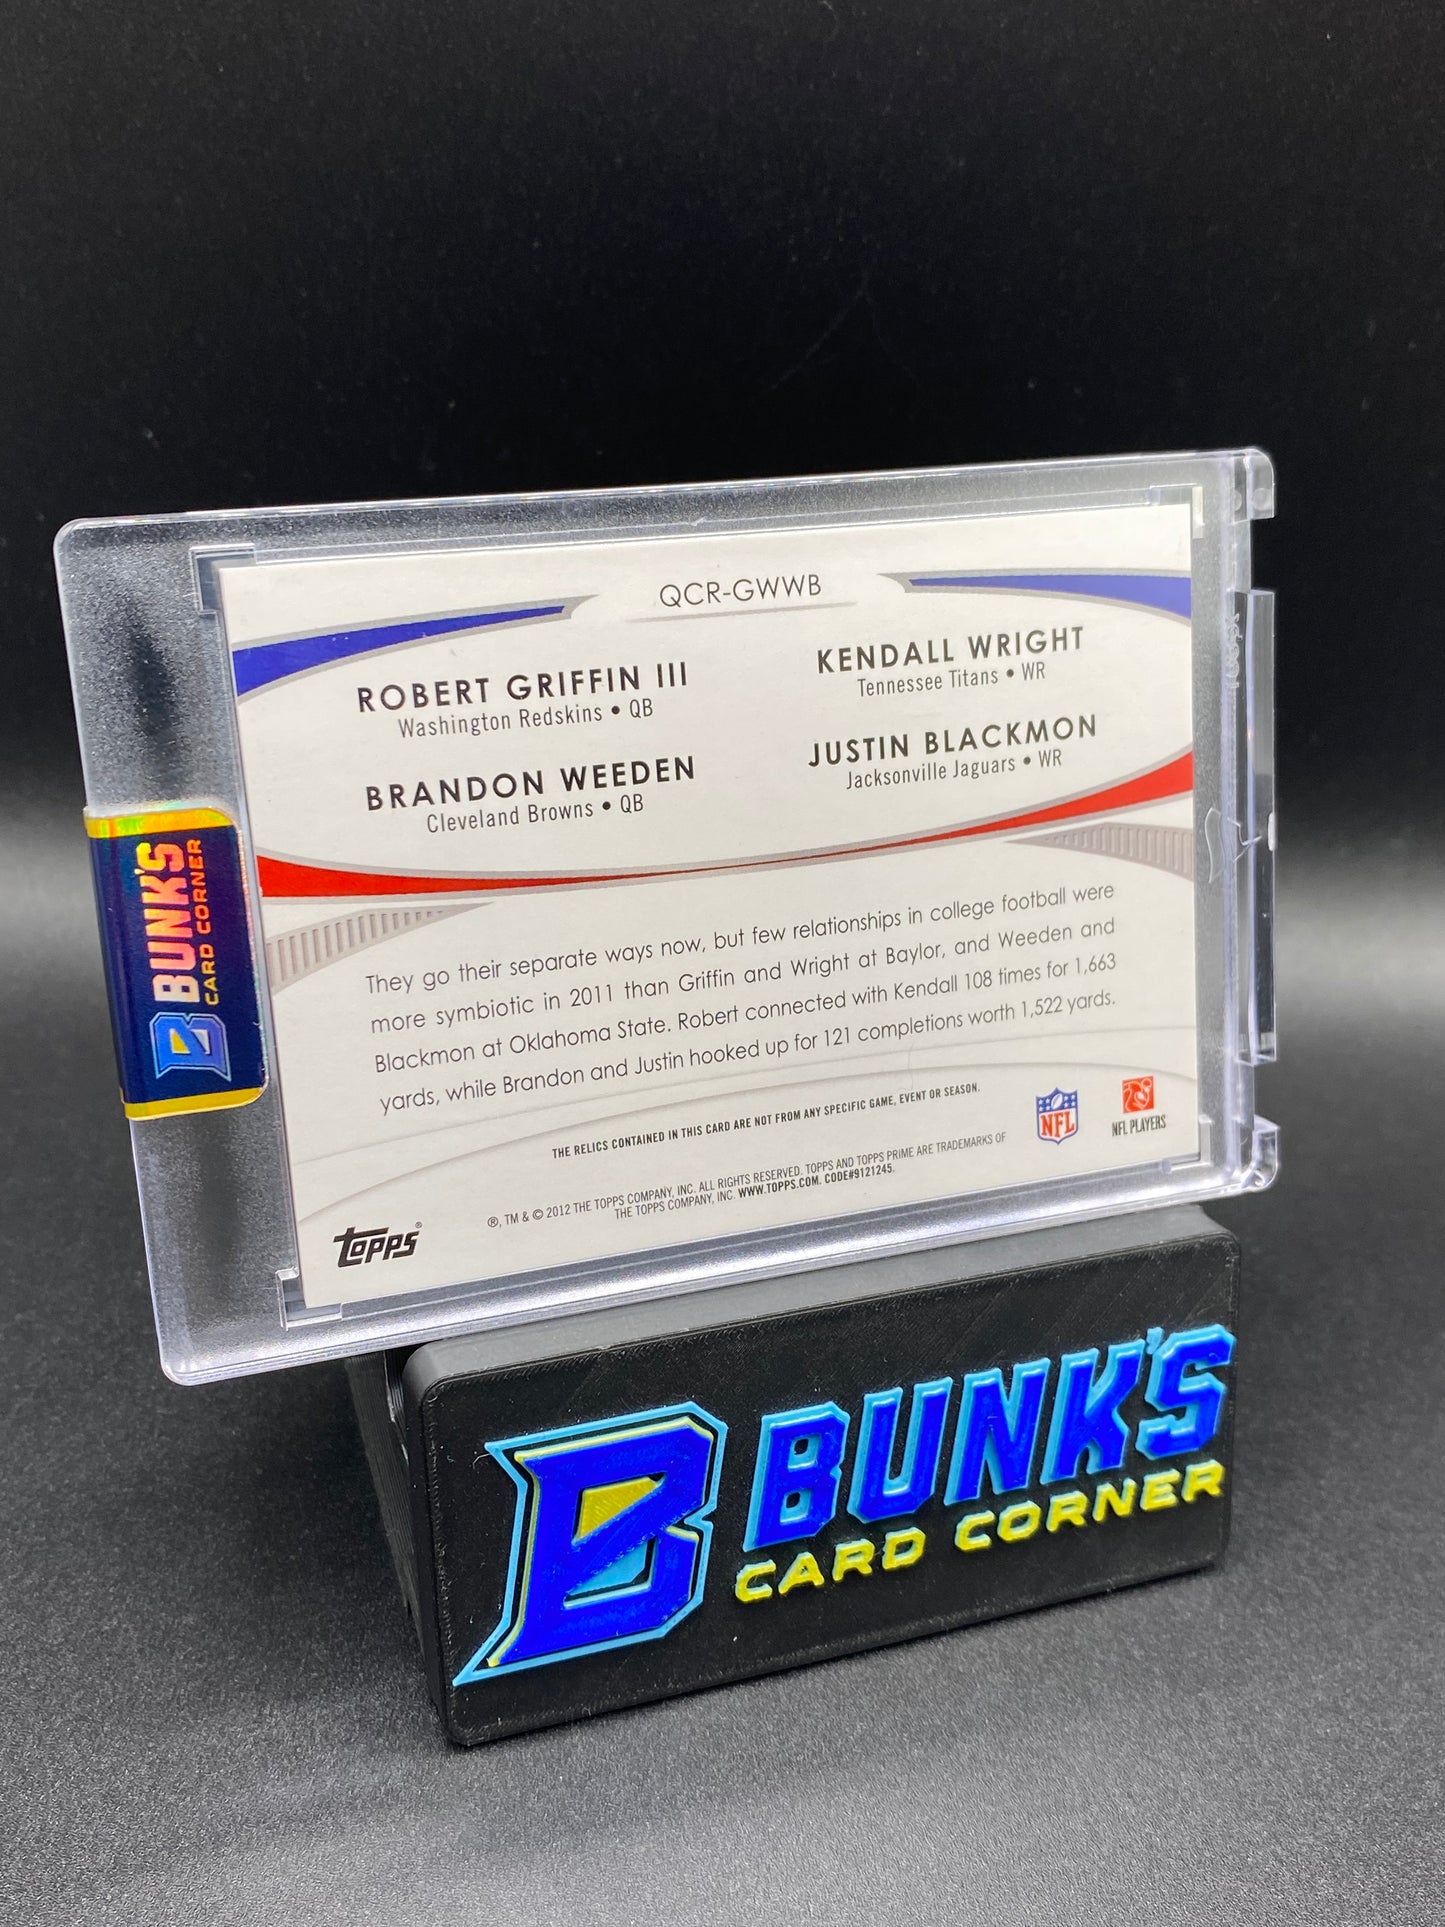 QCR-GWWB
ROBERT GRIFFIN III
Washington Redskins • QB
KENDALL WRIGHT
Tennessee Titans • WR
BRANDON WEEDEN
Cleveland Browns • QB
JUSTIN BLACKMON
Jacksonville Jaguars • WR
They go their separate ways now, but few relationships in college football were
more symbiotic in 2011 than Griffin and Wright at Baylor, and Weeden and
Blackmon at Oklahoma State. Robert connected with Kendall 108 times for 1,663
yards, while Brandon and Justin hooked up for 121 completions worth 1,522 yards.
THE RELICS CONTAINED IN THIS CARD ARE NOT FROM ANY SPECIFIC GAME, EVENT OR SEASON.
NFL
NFL PLAYERS
®, TM & © 2012 THE TOPPS COMPANY, INC. ALL RIGHTS RESERVED. TOPPS AND TOPPS PRIME ARE TRADEMARKS OF
THE TOPPS COMPANY, INC. WWW.TOPPS.COM. CODE#9121245.
topps®
B BUNK'S
CARD CORNER
B BUNK'S
CARD CORNER